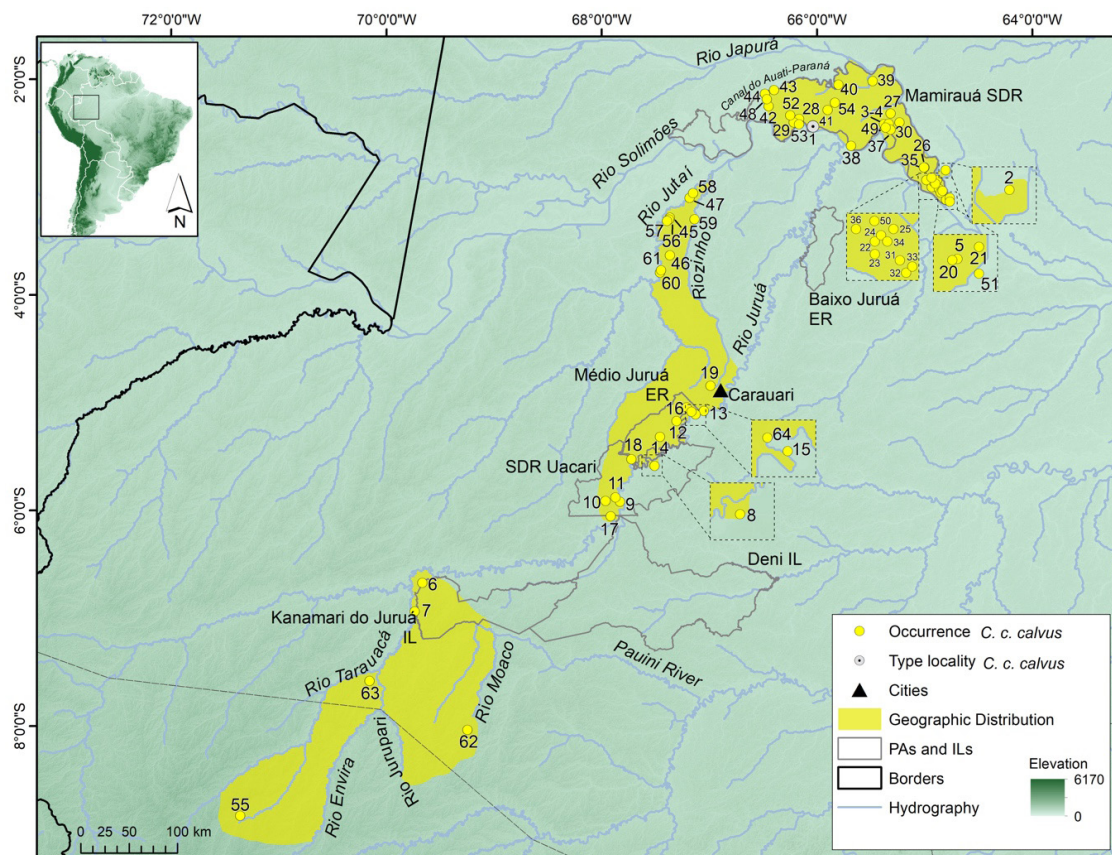 72°0'0"W
70°0'0"W
68°0'0"W
66°0'0"W
64°0'0"W
2°0'0"S
4°0'0"S
6°0'0"S
8°0'0"S
N
Rio Japurá
Canal do Auati-Paraná
Mamirauá SDR
44
43
40
39
52
28
54
27
48
42
41
3-4
49
30
29
53
1
37
26
38
35
2
Rio Solimões
Rio Jutaí
58
47
57
45
59
56
46
61
60
Riozinho
Rio Juruá
36
50
24
25
22
34
23
31
33
32
5
20
21
51
Baixo Juruá
ER
Médio Juruá
ER
19
Carauari
16
13
12
18
14
64
15
SDR Uacari
11
10
9
17
8
Deni IL
6
7
Kanamari do Juruá
IL
Rio Tarauacá
63
Rio Moaco
62
Pauini River
Rio Jurupari
Rio Envira
55
0 25 50 100 km
Occurrence C. c. calvus
Type locality C. c. calvus
Cities
Geographic Distribution
PAs and ILs
Borders
Hydrography
Elevation
6170
0